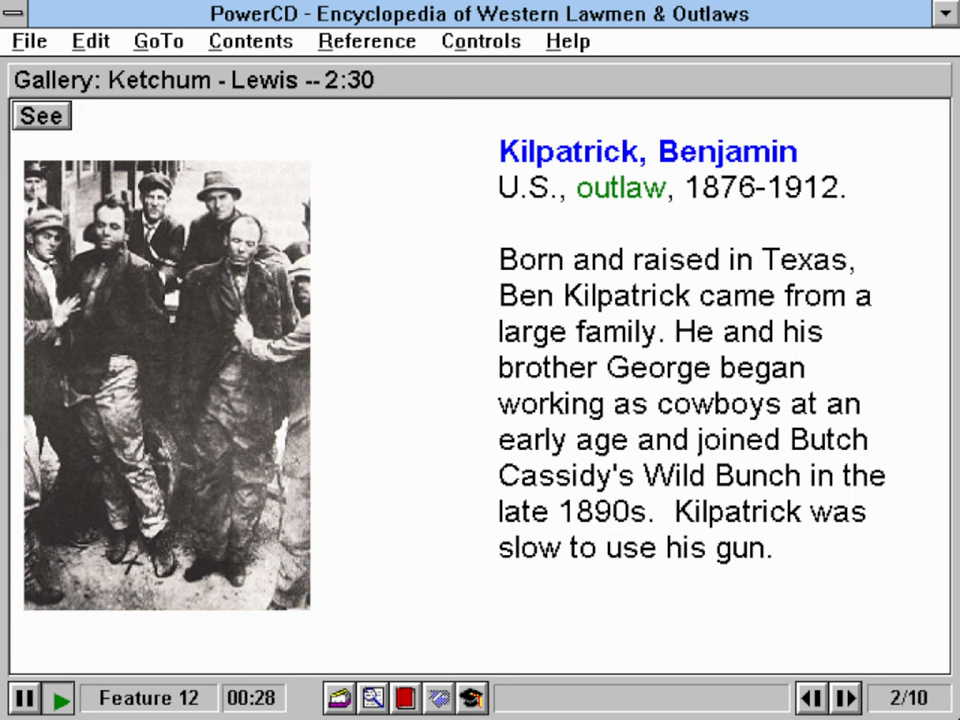 PowerCD - Encyclopedia of Western Lawmen & Outlaws
File Edit GoTo Contents Reference Controls Help
Gallery: Ketchum - Lewis -- 2:30
See
Kilpatrick, Benjamin
U.S., outlaw, 1876-1912.
Born and raised in Texas,
Ben Kilpatrick came from a
large family. He and his
brother George began
working as cowboys at an
early age and joined Butch
Cassidy's Wild Bunch in the
late 1890s.  Kilpatrick was
slow to use his gun.
Feature 12 00:28 2/10